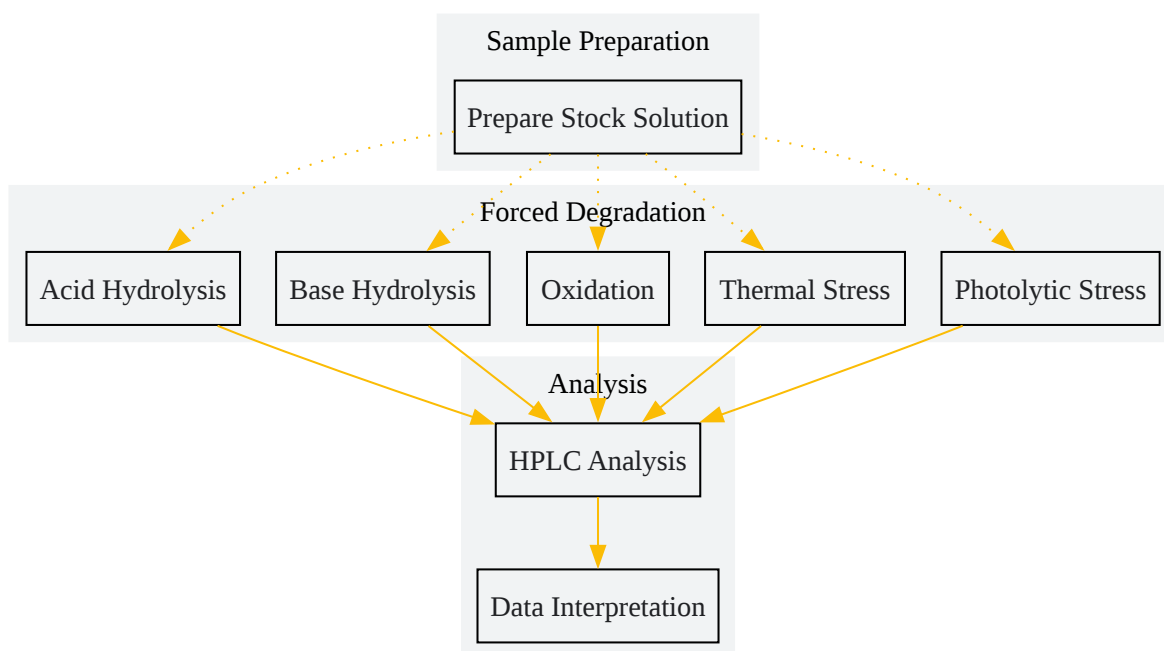 Sample Preparation
Prepare Stock Solution
Forced Degradation
Acid Hydrolysis
Base Hydrolysis
Oxidation
Thermal Stress
Photolytic Stress
Analysis
HPLC Analysis
Data Interpretation